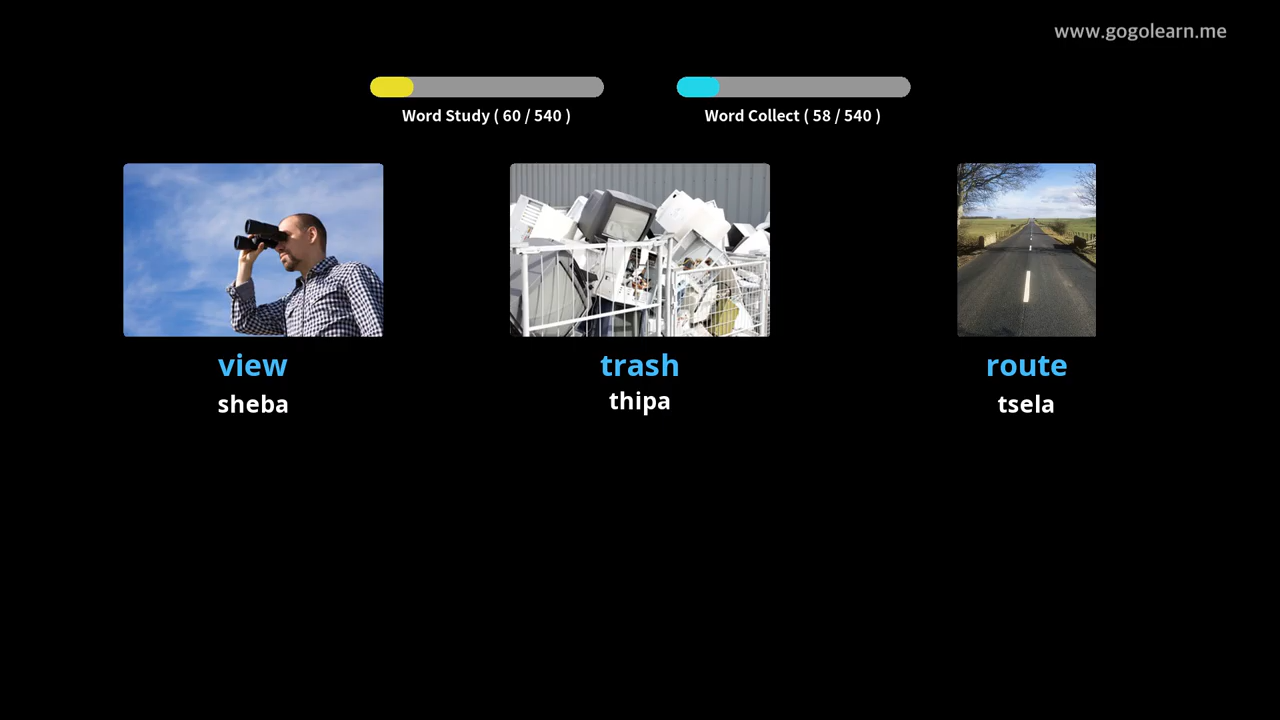 www.gogolearn.me
Word Study ( 60 / 540 )
Word Collect ( 58 / 540 )
view
sheba
trash
thipa
route
tsela